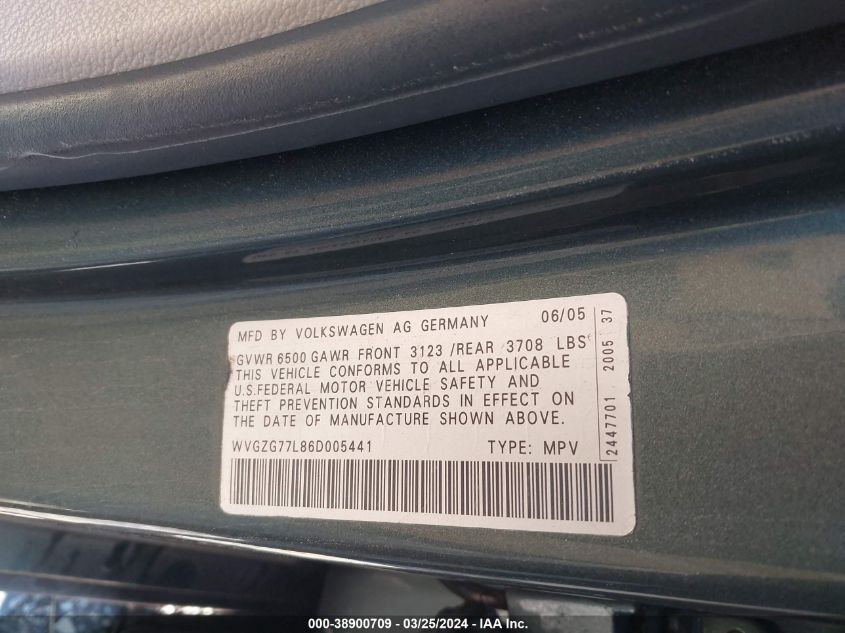 MFD BY VOLKSWAGEN AG GERMANY 06/05
GVWR 6500 GAWR FRONT 3123 /REAR 3708 LBS
THIS VEHICLE CONFORMS TO ALL APPLICABLE
U.S.FEDERAL MOTOR VEHICLE SAFETY AND
THEFT PREVENTION STANDARDS IN EFFECT ON
THE DATE OF MANUFACTURE SHOWN ABOVE.
WVGZG77L86D005441 TYPE: MPV
2447701 2005 37
000-38900709 - 03/25/2024 - IAA Inc.